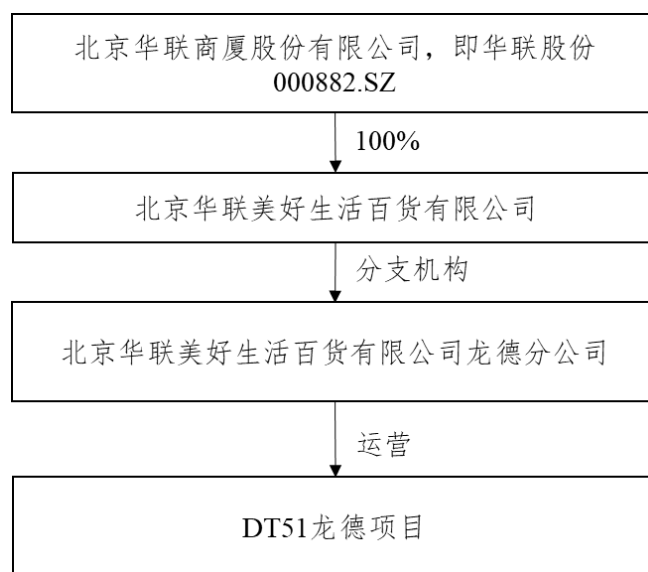 北京华联商厦股份有限公司，即华联股份
000882.SZ
100%
北京华联美好生活百货有限公司
分支机构
北京华联美好生活百货有限公司龙德分公司
运营
DT51龙德项目